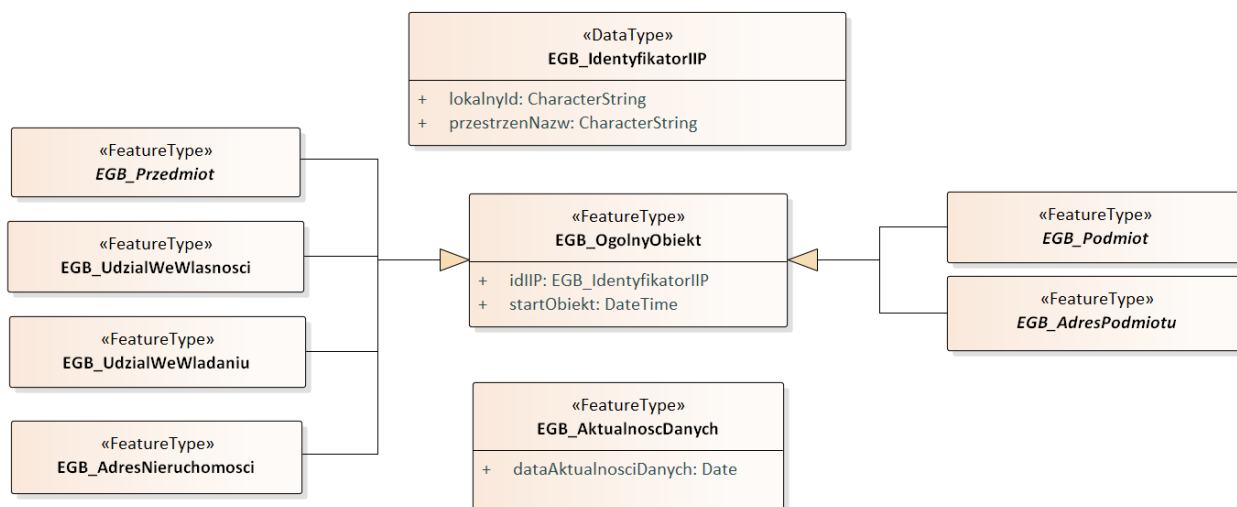 «DataType»
EGB_IdentyfikatorIIP
+ lokalnyId: CharacterString
+ przestrzenNazw: CharacterString
«FeatureType»
EGB_Przedmiot
«FeatureType»
EGB_UdzialWeWlasnosci
«FeatureType»
EGB_UdzialWeWladaniu
«FeatureType»
EGB_AdresNieruchomosci
«FeatureType»
EGB_OgolnyObiekt
+ idIIP: EGB_IdentyfikatorIIP
+ startObiekt: DateTime
«FeatureType»
EGB_AktualnoscDanych
+ dataAktualnosciDanych: Date
«FeatureType»
EGB_Podmiot
«FeatureType»
EGB_AdresPodmiotu